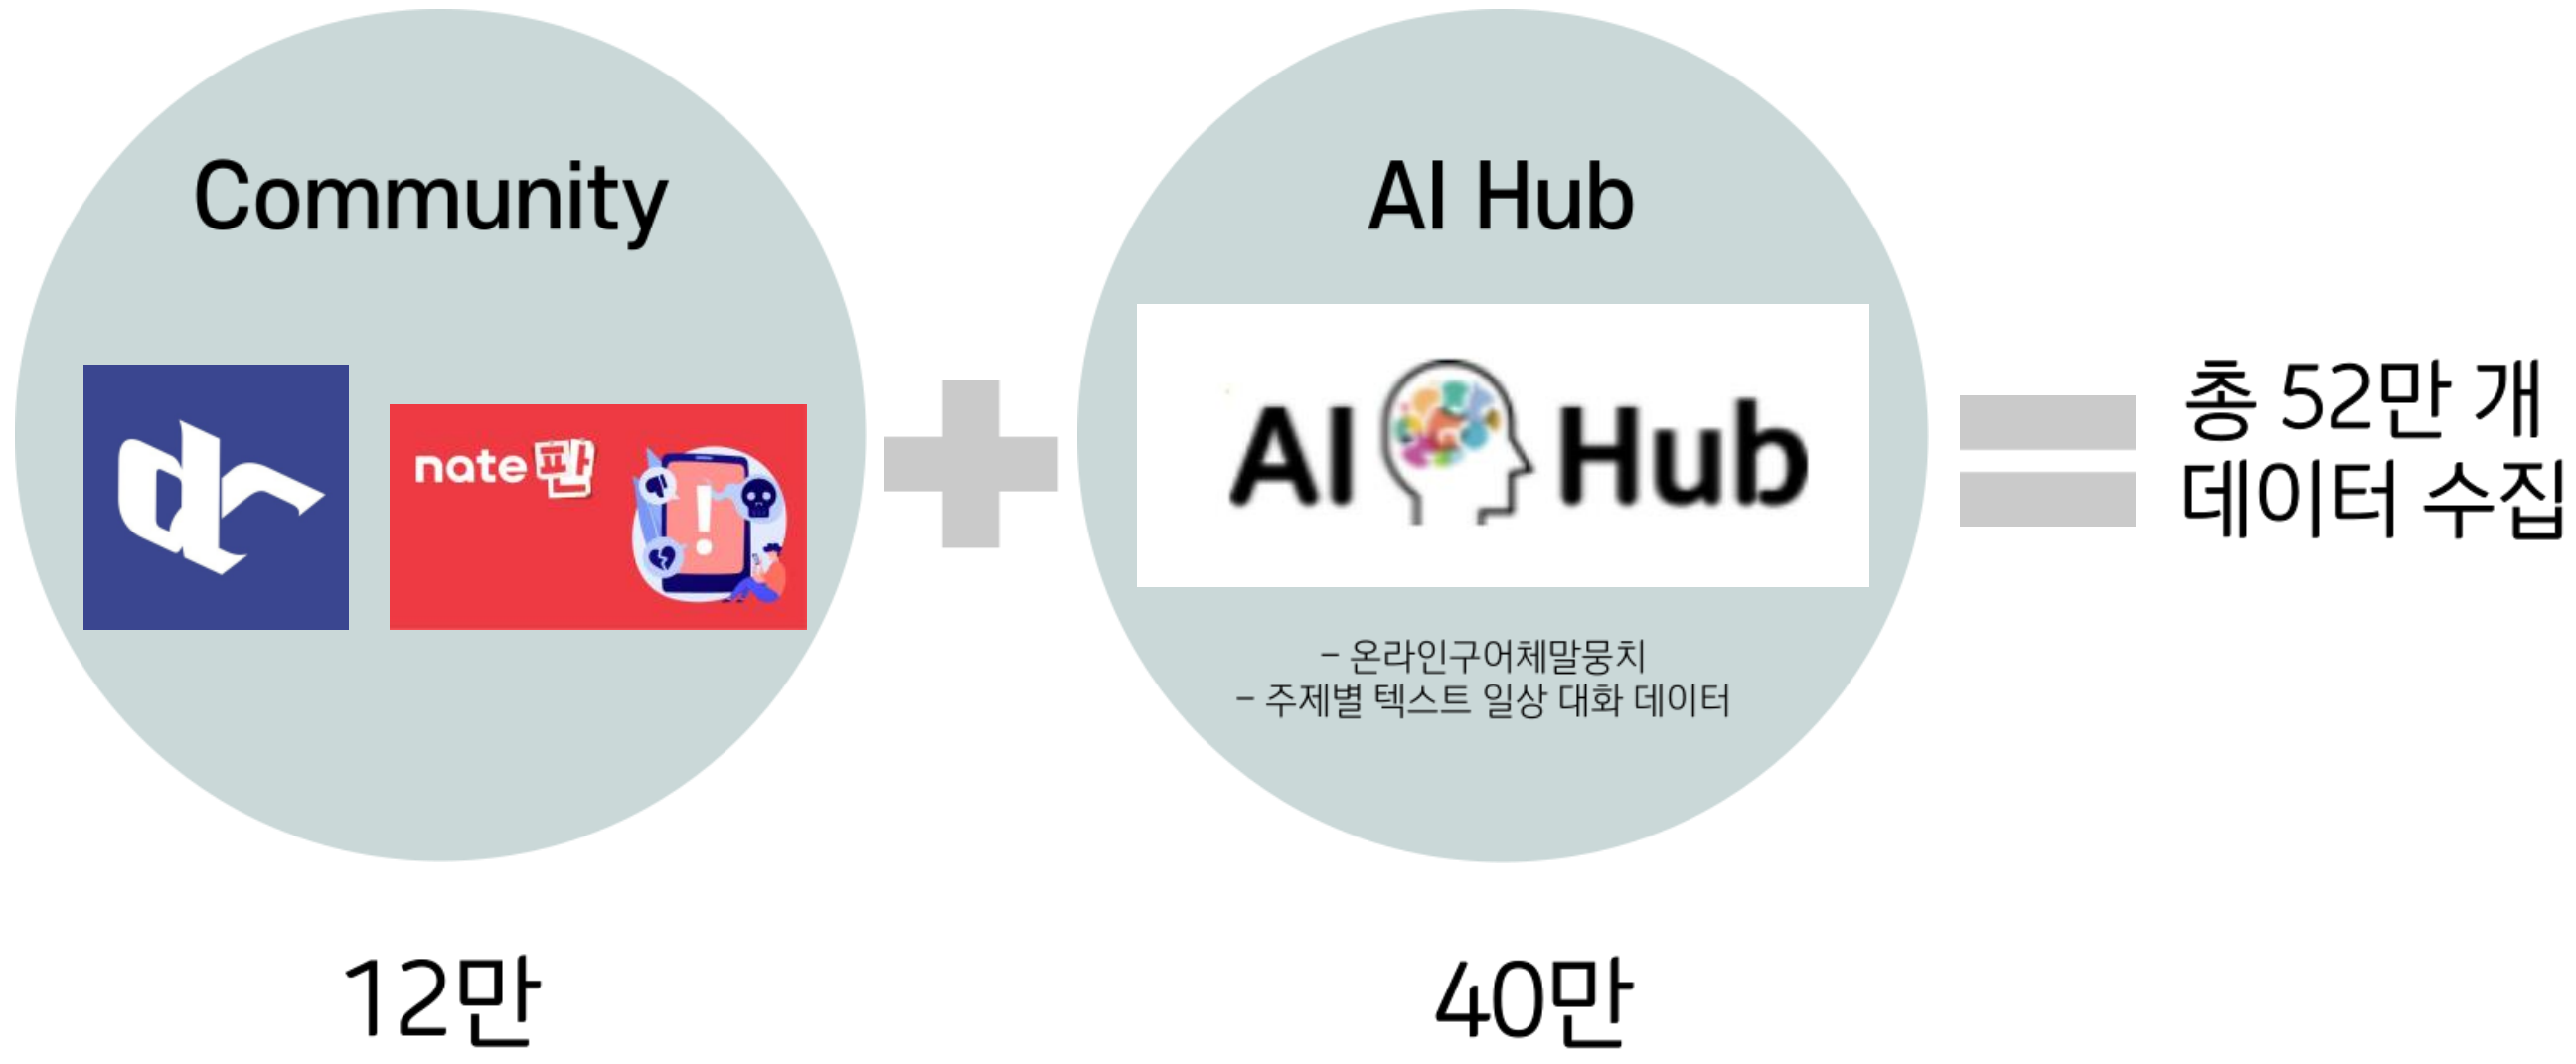 Community
nate판
12만
AI Hub
AI Hub
- 온라인구어체말뭉치
- 주제별 텍스트 일상 대화 데이터
40만
총 52만 개
데이터 수집